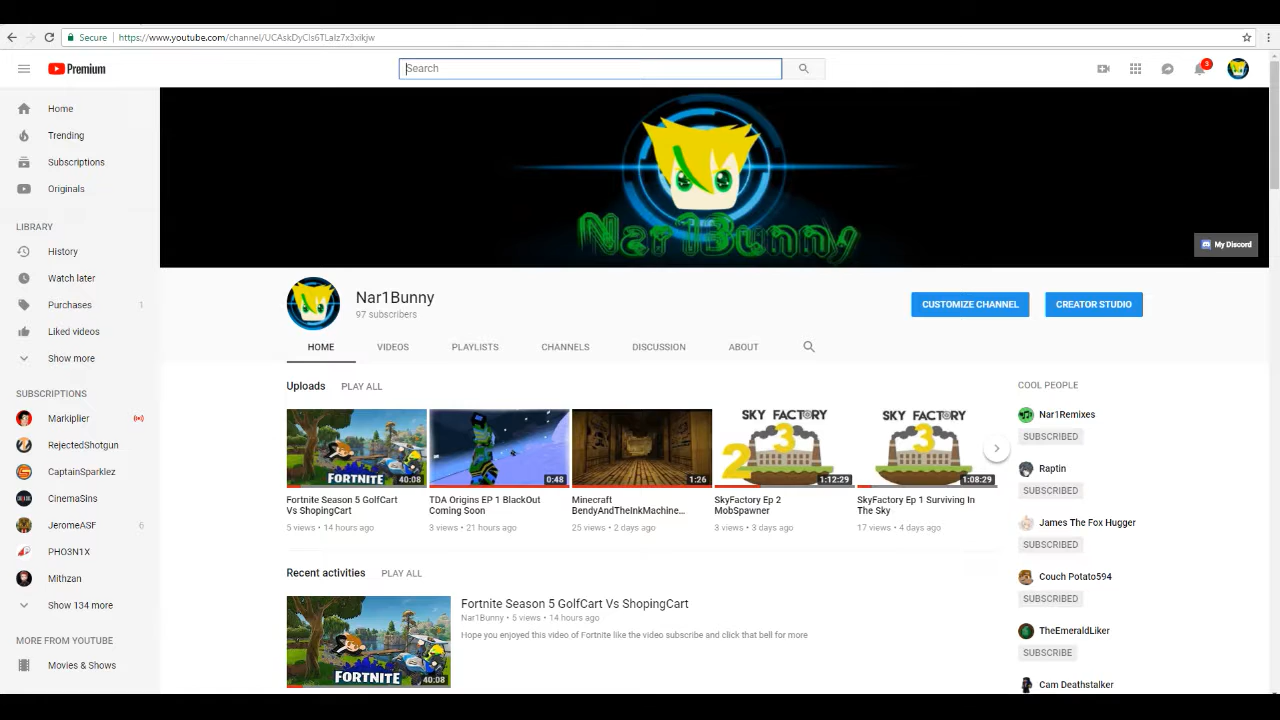 Secure https://www.youtube.com/channel/UCAskDyCIs6TLaIz7x3xikjw
Premium
Search
3
Home
Trending
Subscriptions
Originals
LIBRARY
History
Watch later
Purchases 1
Liked videos
Show more
SUBSCRIPTIONS
Markiplier
RejectedShotgun
CaptainSparklez
CinemaSins
JeromeASF 6
PHO3N1X
Mithzan
Show 134 more
MORE FROM YOUTUBE
Movies & Shows
Nar1Bunny
My Discord
Nar1Bunny
97 subscribers
CUSTOMIZE CHANNEL
CREATOR STUDIO
HOME VIDEOS PLAYLISTS CHANNELS DISCUSSION ABOUT
Uploads PLAY ALL
FORTNITE
40:08
Fortnite Season 5 GolfCart
Vs ShopingCart
5 views • 14 hours ago
0:48
TDA Origins EP 1 BlackOut
Coming Soon
3 views • 21 hours ago
1:26
Minecraft
BendyAndTheInkMachine...
25 views • 2 days ago
SKY FACTORY
3
2
1:12:29
SkyFactory Ep 2
MobSpawner
3 views • 3 days ago
SKY FACTORY
3
1:08:29
SkyFactory Ep 1 Surviving In
The Sky
17 views • 4 days ago
Recent activities PLAY ALL
FORTNITE
40:08
Fortnite Season 5 GolfCart Vs ShopingCart
Nar1Bunny • 5 views • 14 hours ago
Hope you enjoyed this video of Fortnite like the video subscribe and click that bell for more
COOL PEOPLE
Nar1Remixes
SUBSCRIBED
Raptin
SUBSCRIBED
James The Fox Hugger
SUBSCRIBED
Couch Potato594
SUBSCRIBED
TheEmeraldLiker
SUBSCRIBE
Cam Deathstalker